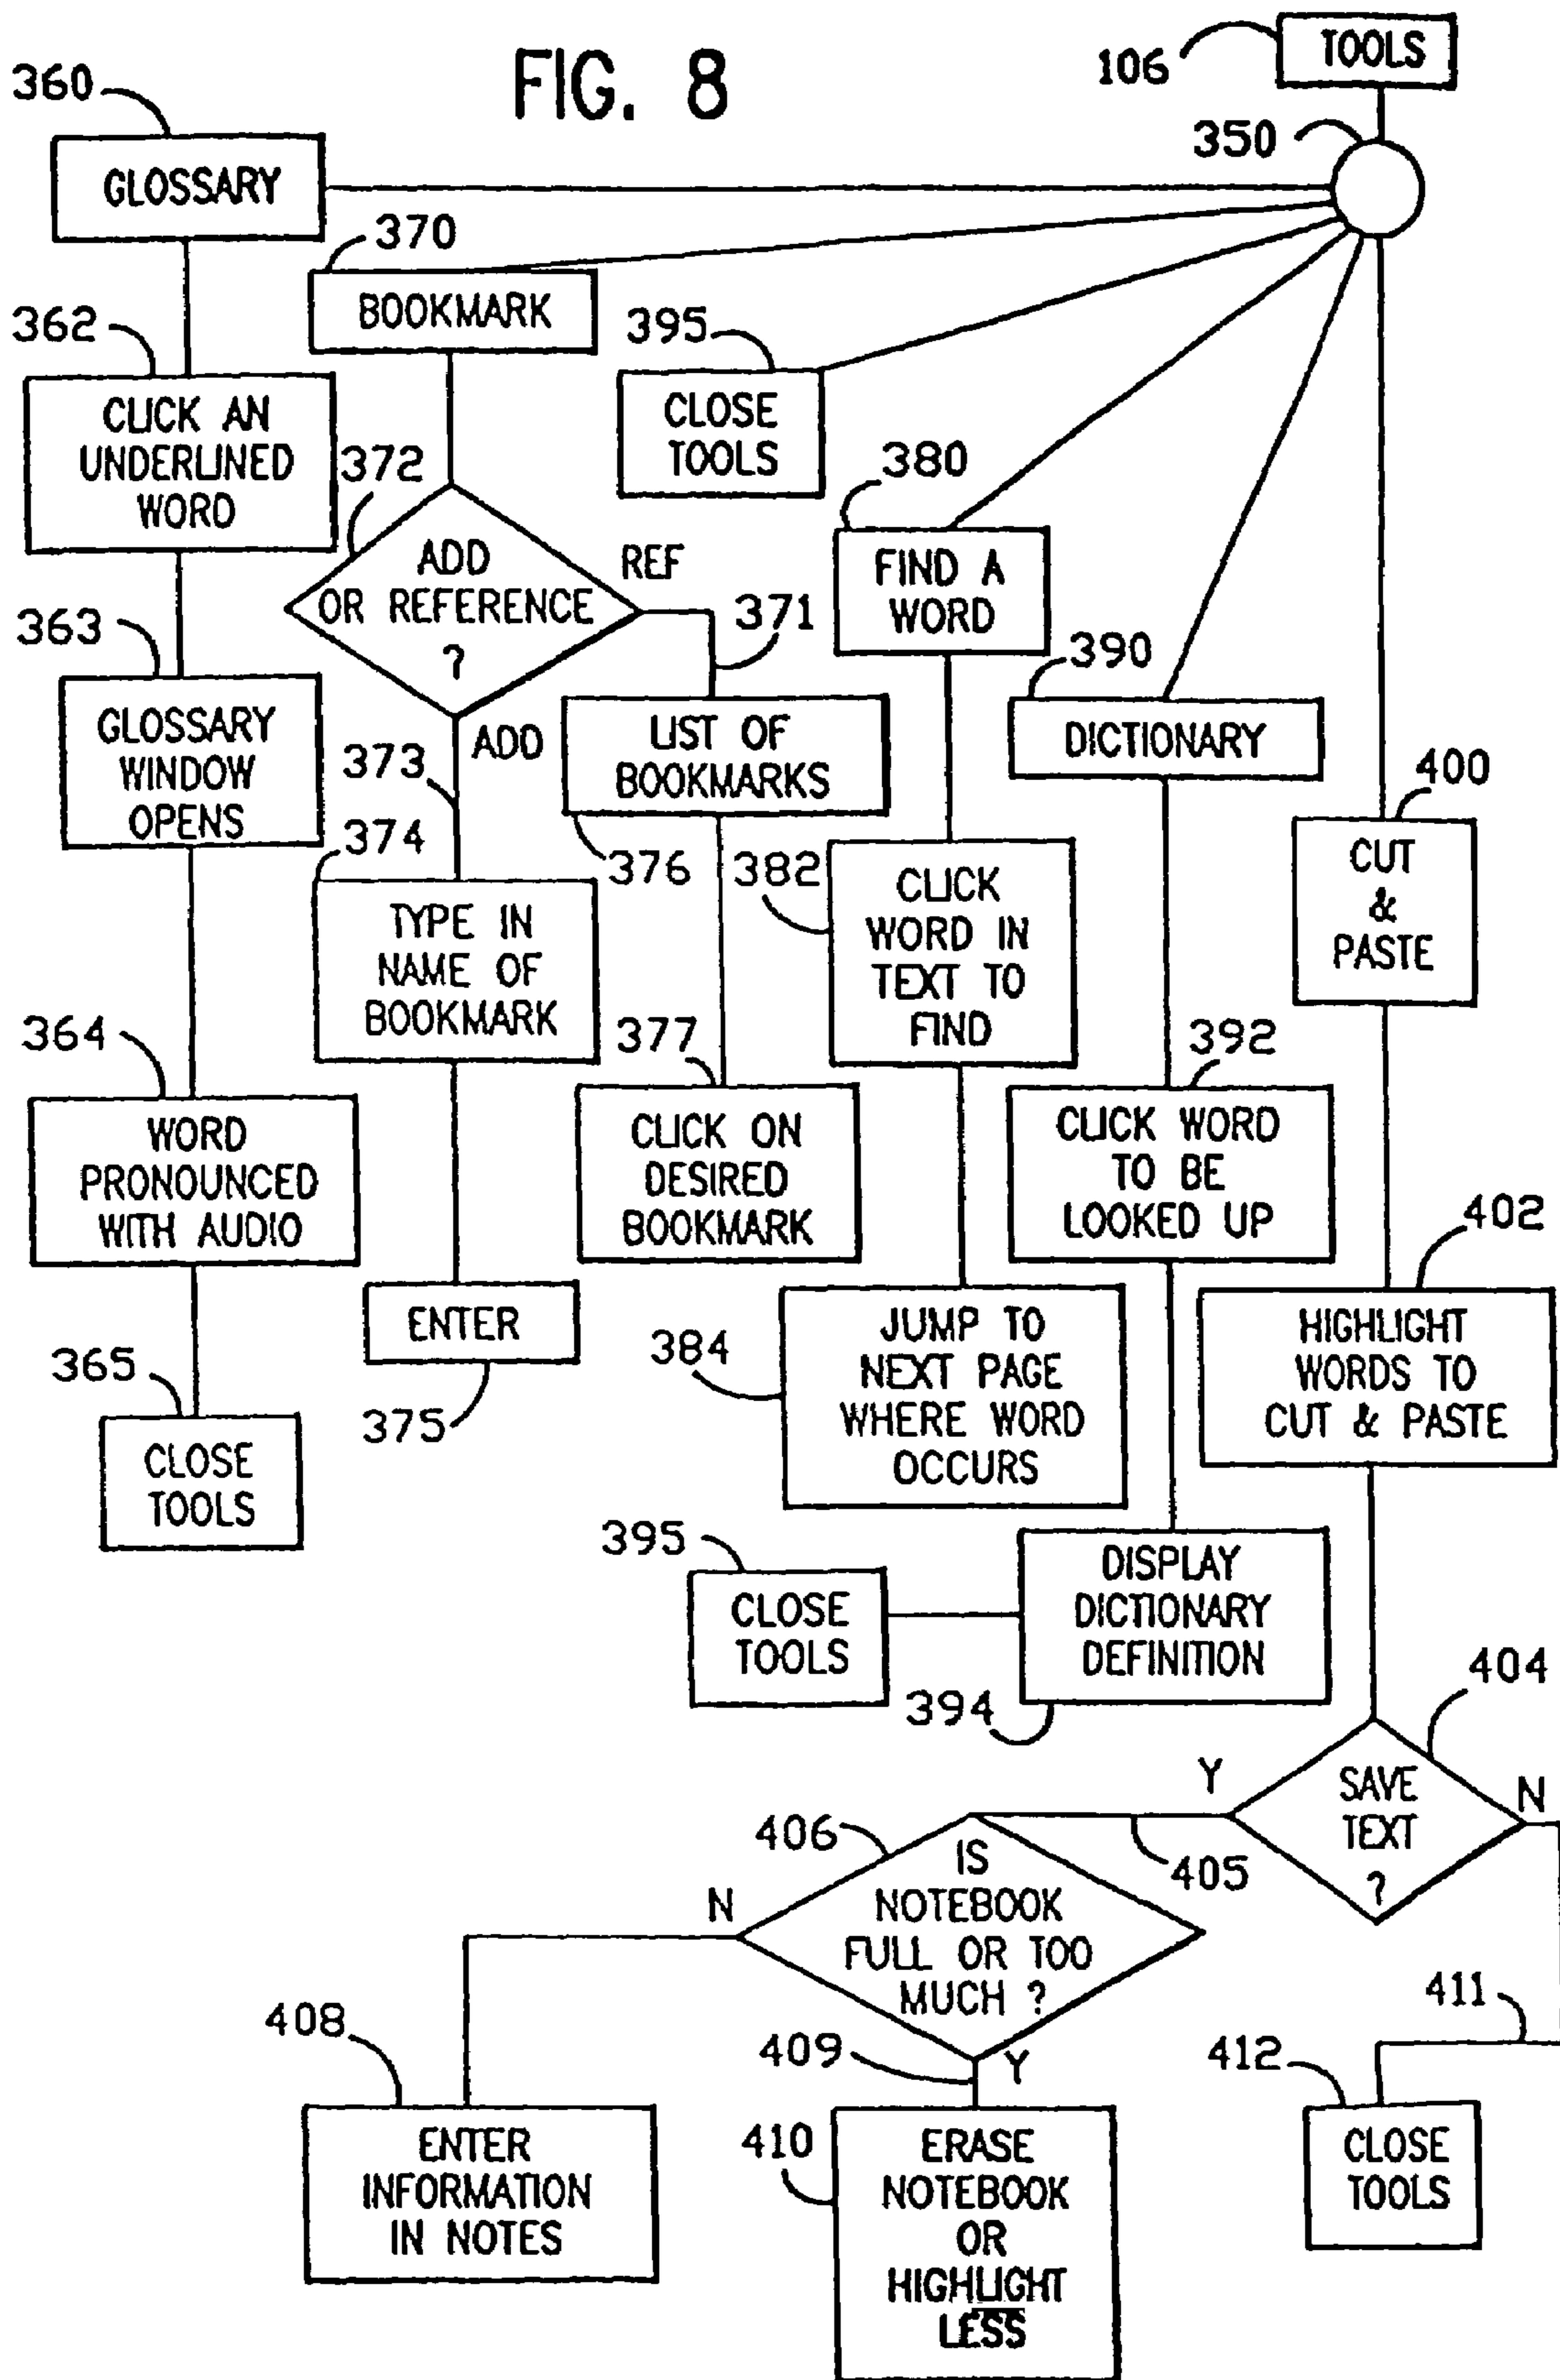 FIG. 8
106
TOOLS
350
360
GLOSSARY
370
BOOKMARK
362
CLICK AN
UNDERLINED
WORD
395
CLOSE
TOOLS
372
ADD
OR REFERENCE
?
REF
371
ADD
373
380
FIND A
WORD
363
GLOSSARY
WINDOW
OPENS
390
DICTIONARY
LIST OF
BOOKMARKS
376
400
CUT
&
PASTE
374
TYPE IN
NAME OF
BOOKMARK
382
CLICK
WORD IN
TEXT TO
FIND
364
WORD
PRONOUNCED
WITH AUDIO
377
CLICK ON
DESIRED
BOOKMARK
392
CLICK WORD
TO BE
LOOKED UP
402
HIGHLIGHT
WORDS TO
CUT & PASTE
ENTER
375
384
JUMP TO
NEXT PAGE
WHERE WORD
OCCURS
365
CLOSE
TOOLS
395
CLOSE
TOOLS
DISPLAY
DICTIONARY
DEFINITION
394
404
SAVE
TEXT
?
Y
N
405
406
IS
NOTEBOOK
FULL OR TOO
MUCH ?
N
Y
411
408
ENTER
INFORMATION
IN NOTES
409
410
ERASE
NOTEBOOK
OR
HIGHLIGHT
LESS
412
CLOSE
TOOLS